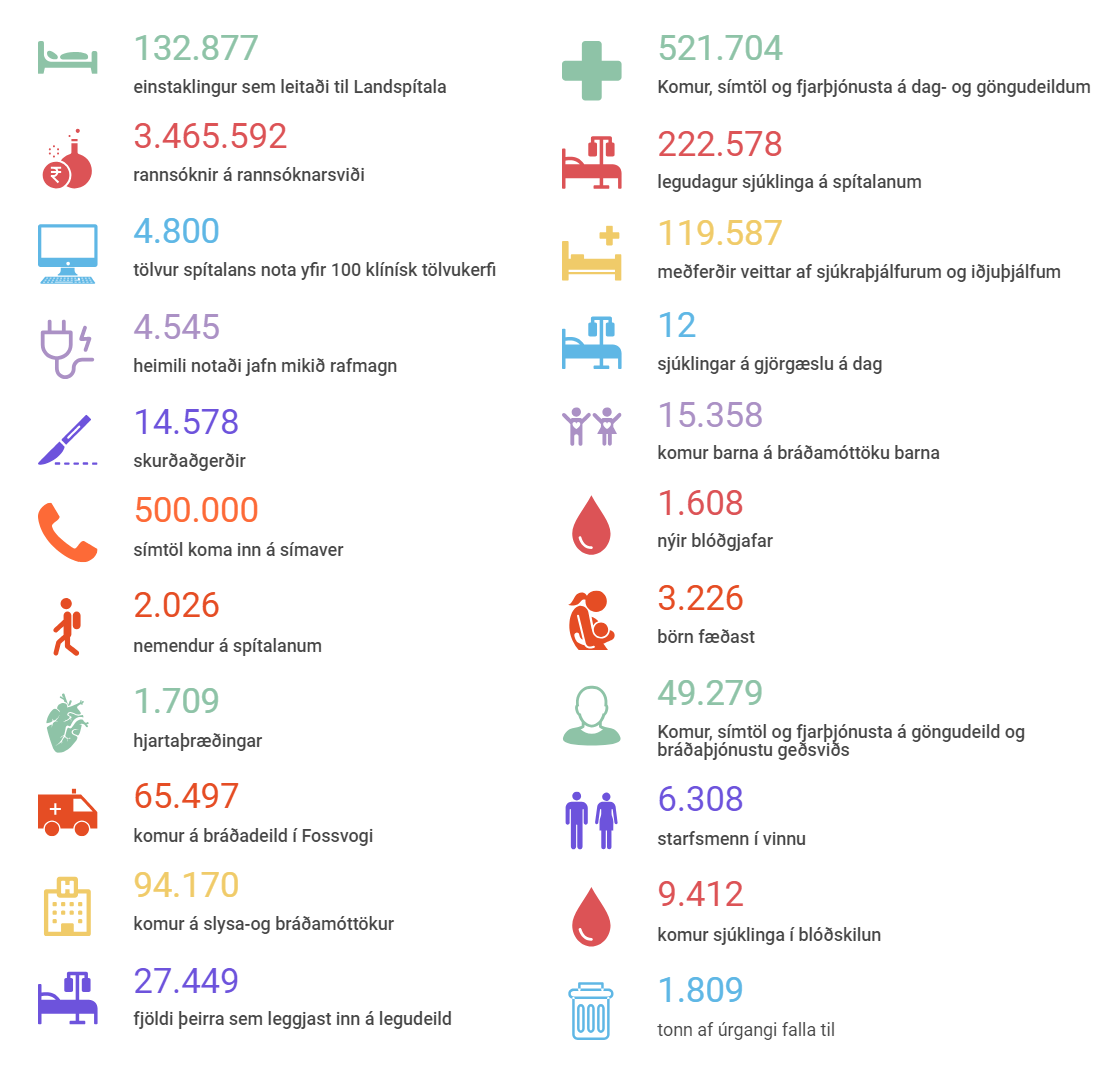 132.877
einstaklingur sem leitaði til Landspítala
3.465.592
rannsóknir á rannsóknarsviði
4.800
tölvur spítalans nota yfir 100 klínísk tölvukerfi
4.545
heimili notaði jafn mikið rafmagn
14.578
skurðaðgerðir
500.000
símtöl koma inn á símaver
2.026
nemendur á spítalanum
1.709
hjartaþræðingar
65.497
komur á bráðadeild í Fossvogi
94.170
komur á slysa-og bráðamóttökur
27.449
fjöldi þeirra sem leggjast inn á legudeild
521.704
Komur, símtöl og fjarþjónusta á dag- og göngudeildum
222.578
legudagur sjúklinga á spítalanum
119.587
meðferðir veittar af sjúkraþjálfurum og iðjuþjálfum
12
sjúklingar á gjörgæslu á dag
15.358
komur barna á bráðamóttöku barna
1.608
nýir blóðgjafar
3.226
börn fæðast
49.279
Komur, símtöl og fjarþjónusta á göngudeild og
bráðaþjónustu geðsviðs
6.308
starfsmenn í vinnu
9.412
komur sjúklinga í blóðskilun
1.809
tonn af úrgangi falla til